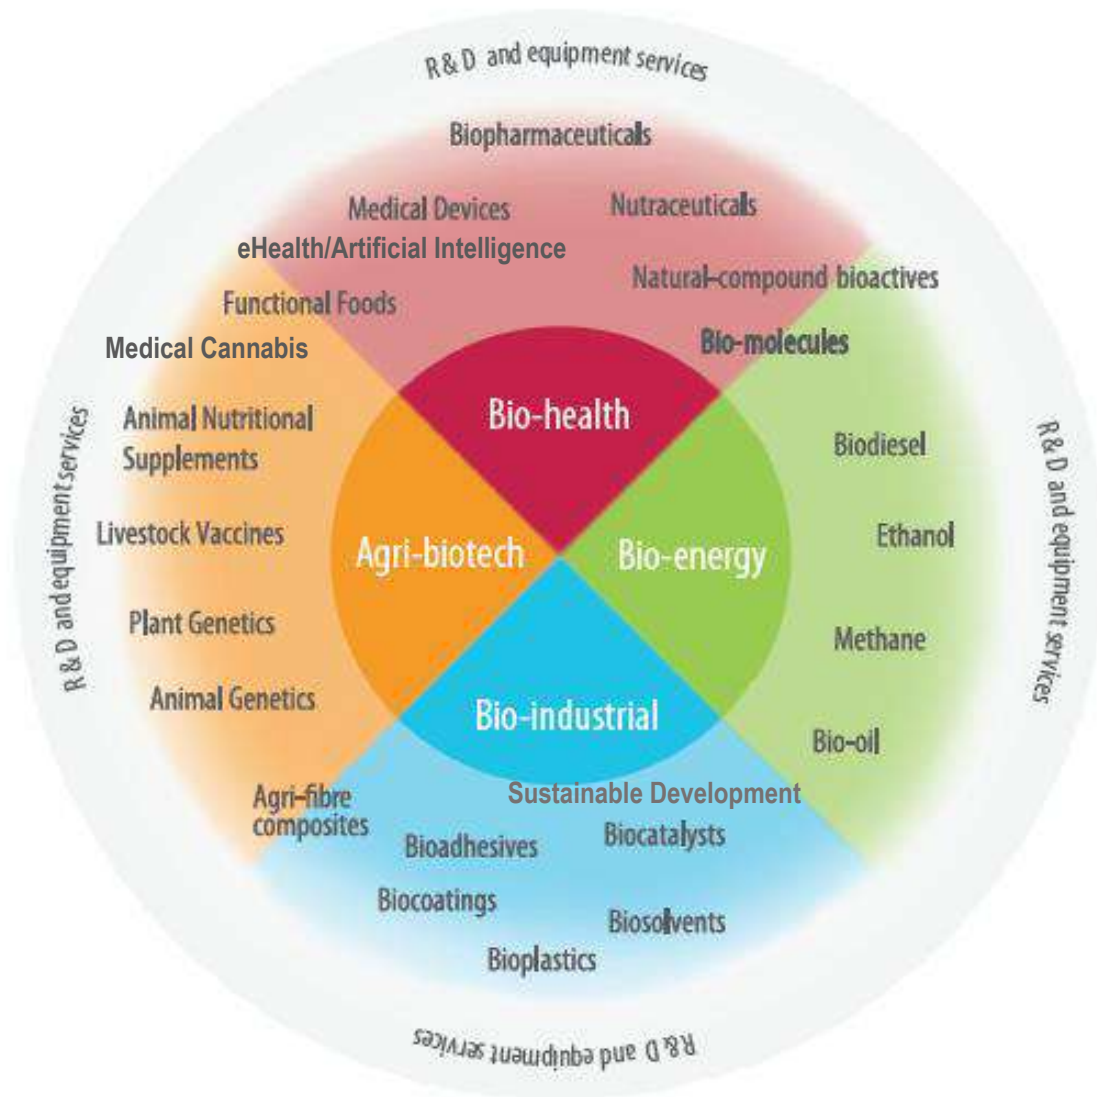 R & D and equipment services
Biopharmaceuticals
Medical Devices
Nutraceuticals
eHealth/Artificial Intelligence
Natural-compound bioactives
Functional Foods
Medical Cannabis
Bio-molecules
Bio-health
Animal Nutritional
Supplements
Biodiesel
R & D and equipment services
R & D and equipment services
Livestock Vaccines
Ethanol
Agri-biotech
Bio-energy
Plant Genetics
Methane
Animal Genetics
Bio-industrial
Bio-oil
Sustainable Development
Agri-fibre
composites
Bioadhesives
Biocatalysts
Biocoatings
Biosolvents
Bioplastics
R & D and equipment services